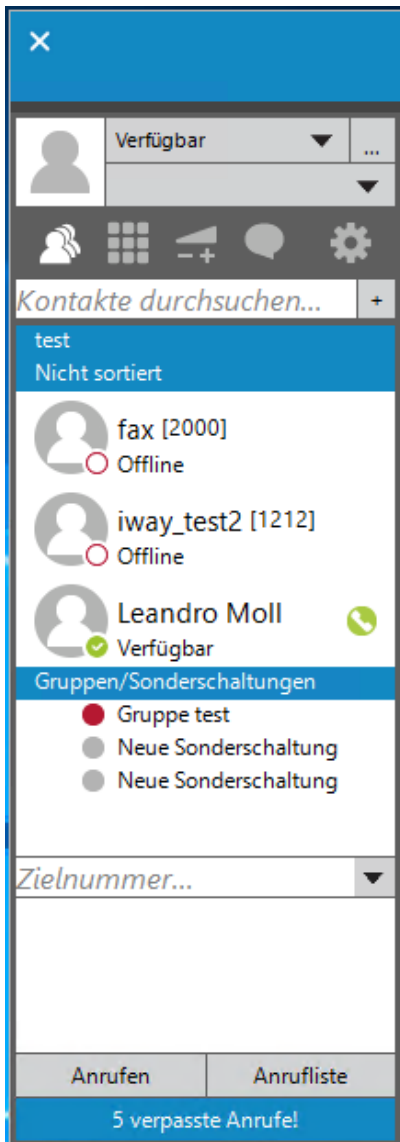 Verfügbar
...
Kontakte durchsuchen...
+
test
Nicht sortiert
fax [2000]
Offline
iway_test2 [1212]
Offline
Leandro Moll
Verfügbar
Gruppen/Sonderschaltungen
Gruppe test
Neue Sonderschaltung
Neue Sonderschaltung
Zielnummer...
Anrufen
Anrufliste
5 verpasste Anrufe!